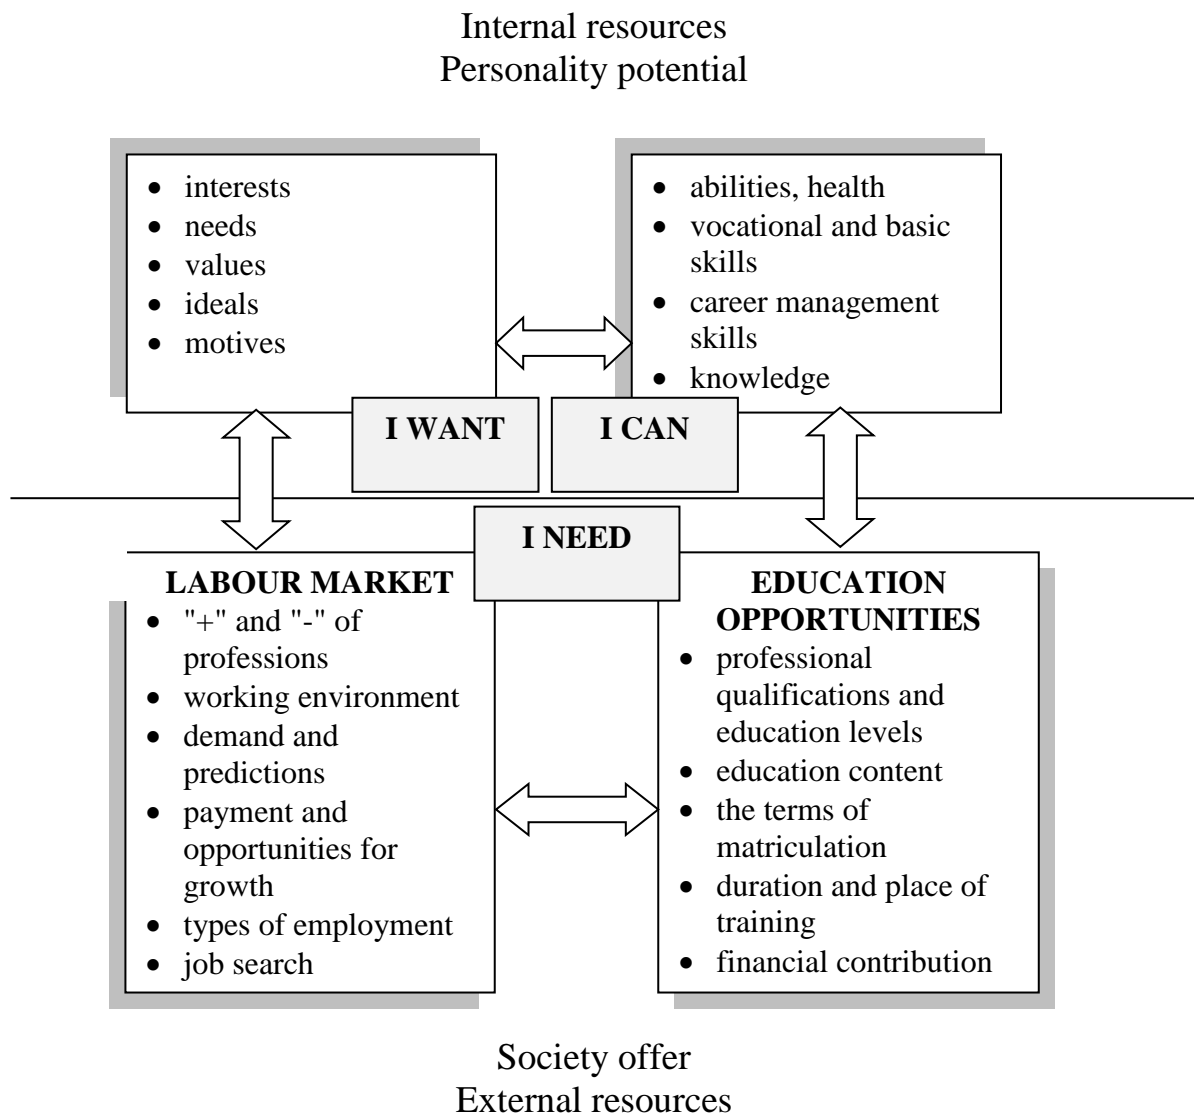 Internal resources
Personality potential
• interests
• needs
• values
• ideals
• motives
• abilities, health
• vocational and basic
skills
• career management
skills
• knowledge
I WANT
I CAN
I NEED
LABOUR MARKET
• "+" and "-" of
professions
• working environment
• demand and
predictions
• payment and
opportunities for
growth
• types of employment
• job search
EDUCATION
OPPORTUNITIES
• professional
qualifications and
education levels
• education content
• the terms of
matriculation
• duration and place of
training
• financial contribution
Society offer
External resources